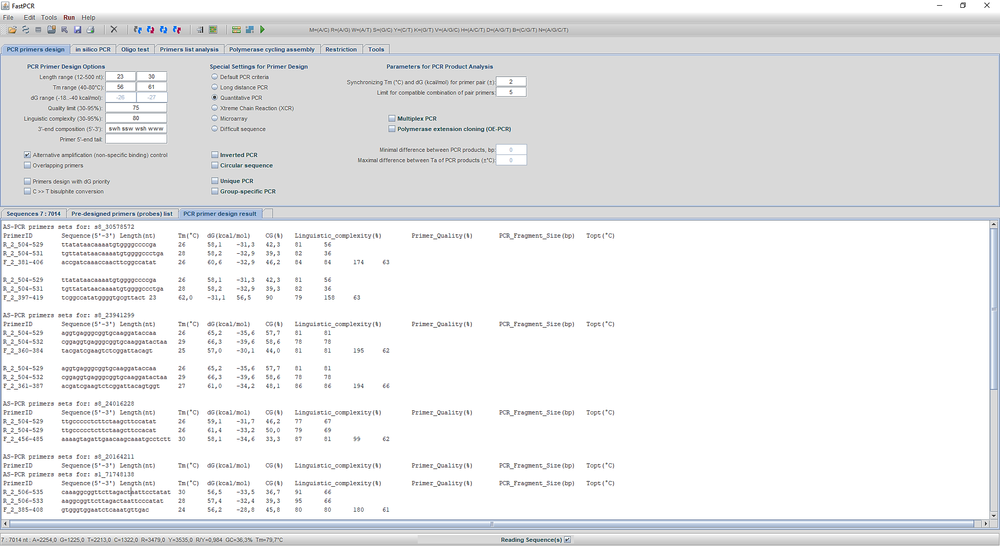 FastPCR
File Edit Tools Run Help
M=(A/C) R=(A/G) W=(A/T) S=(G/C) Y=(C/T) K=(G/T) V=(A/G/C) H=(A/C/T) D=(A/G/T) B=(C/G/T) N=(A/G/C/T)
PCR primers design in silico PCR Oligo test Primers list analysis Polymerase cycling assembly Restriction Tools
PCR Primer Design Options
Length range (12-500 nt): 23 30
Tm range (40-80°C): 56 61
dG range (-18..-40 kcal/mol): -26 -27
Quality limit (30-95%): 75
Linguistic complexity (30-95%): 80
3'-end composition (5'-3'): swh ssw wsh www
Primer 5'-end tail:
Alternative amplification (non-specific binding) control
Overlapping primers
Primers design with dG priority
C >> T bisulphite conversion
Special Settings for Primer Design
Default PCR criteria
Long distance PCR
Quantitative PCR
Xtreme Chain Reaction (XCR)
Microarray
Difficult sequence
Inverted PCR
Circular sequence
Unique PCR
Group-specific PCR
Parameters for PCR Product Analysis
Synchronizing Tm (°C) and dG (kcal/mol) for primer pair (±): 2
Limit for compatible combination of pair primers: 5
Multiplex PCR
Polymerase extension cloning (OE-PCR)
Minimal difference between PCR products, bp: 0
Maximal difference between Ta of PCR products (±°C): 0
Sequences 7 : 7014 Pre-designed primers (probes) list PCR primer design result
AS-PCR primers sets for: s8_30578572
PrimerID Sequence(5'-3') Length(nt) Tm(°C) dG(kcal/mol) CG(%) Linguistic_complexity(%) Primer_Quality(%) PCR_Fragment_Size(bp) Topt(°C)
R_2_504-529 ttatataacaaaatgtggggccccga 26 58,1 -31,3 42,3 81 56
R_2_504-531 tgttatataacaaaatgtggggccctga 28 58,2 -32,9 39,3 82 36
F_2_381-406 accgatcaaaccaacttcggccatat 26 60,6 -32,9 46,2 84 84 174 63
R_2_504-529 ttatataacaaaatgtggggccccga 26 58,1 -31,3 42,3 81 56
R_2_504-531 tgttatataacaaaatgtggggccctga 28 58,2 -32,9 39,3 82 36
F_2_397-419 tcggccatatggggtgcgttact 23 62,0 -31,1 56,5 90 79 158 63
AS-PCR primers sets for: s8_23941299
PrimerID Sequence(5'-3') Length(nt) Tm(°C) dG(kcal/mol) CG(%) Linguistic_complexity(%) Primer_Quality(%) PCR_Fragment_Size(bp) Topt(°C)
R_2_504-529 aggtgagggcggtgcaaggataccaa 26 65,2 -35,6 57,7 81 81
R_2_504-532 cggaggtgagggcggtgcaaggatactaa 29 66,3 -39,6 58,6 78 78
F_2_360-384 tacgatcgaagtctcggattacagt 25 57,0 -30,1 44,0 81 81 195 62
R_2_504-529 aggtgagggcggtgcaaggataccaa 26 65,2 -35,6 57,7 81 81
R_2_504-532 cggaggtgagggcggtgcaaggatactaa 29 66,3 -39,6 58,6 78 78
F_2_361-387 acgatcgaagtctcggattacagtggt 27 61,0 -34,2 48,1 86 86 194 66
AS-PCR primers sets for: s8_24016228
PrimerID Sequence(5'-3') Length(nt) Tm(°C) dG(kcal/mol) CG(%) Linguistic_complexity(%) Primer_Quality(%) PCR_Fragment_Size(bp) Topt(°C)
R_2_504-529 ttgcccccctcttctaagcttccatat 26 59,1 -31,7 46,2 77 67
R_2_504-529 ttgcccccctcttctaagcttccacat 26 61,4 -33,2 50,0 79 69
F_2_456-485 aaaagtagattgaacaagcaaatgcctctt 30 58,1 -34,6 33,3 87 81 99 62
AS-PCR primers sets for: s8_20164211
PrimerID Sequence(5'-3') Length(nt) Tm(°C) dG(kcal/mol) CG(%) Linguistic_complexity(%) Primer_Quality(%) PCR_Fragment_Size(bp) Topt(°C)
AS-PCR primers sets for: s1_71748138
PrimerID Sequence(5'-3') Length(nt) Tm(°C) dG(kcal/mol) CG(%) Linguistic_complexity(%) Primer_Quality(%) PCR_Fragment_Size(bp) Topt(°C)
R_2_506-535 caaaggcggttcttagactaattcctatat 30 56,5 -33,5 36,7 91 66
R_2_506-533 aaggcggttcttagactaattcccatat 28 57,4 -32,4 39,3 95 66
F_2_385-408 gtgggtggaatctcaaatgttgac 24 56,2 -28,8 45,8 80 80 180 61
7 : 7014 nt : A=2254,0 G=1225,0 T=2213,0 C=1322,0 R=3479,0 Y=3535,0 R/Y=0,984 GC=36,3% Tm=79,7°C
Reading Sequence(s)